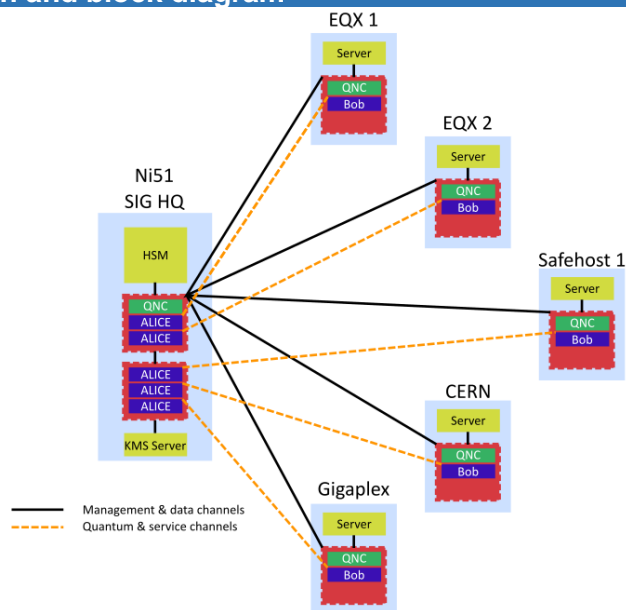 EQX 1
Server
QNC
Bob
EQX 2
Server
QNC
Bob
Ni51
SIG HQ
HSM
QNC
ALICE
ALICE
ALICE
ALICE
ALICE
KMS Server
Safehost 1
Server
QNC
Bob
CERN
Server
QNC
Bob
Gigaplex
Server
QNC
Bob
Management & data channels
Quantum & service channels